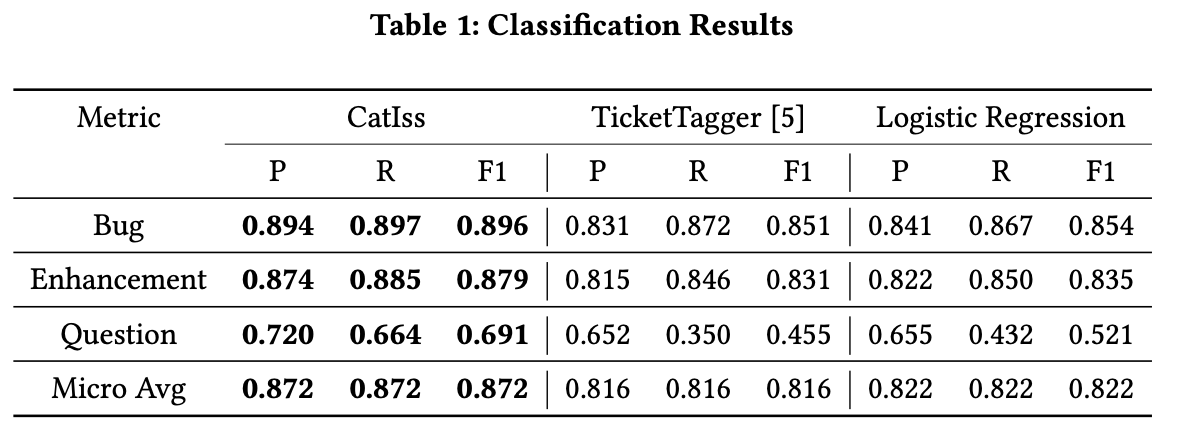 Table 1: Classification Results
Metric CatIss TicketTagger [5] Logistic Regression
P R F1 P R F1 P R F1
Bug 0.894 0.897 0.896 0.831 0.872 0.851 0.841 0.867 0.854
Enhancement 0.874 0.885 0.879 0.815 0.846 0.831 0.822 0.850 0.835
Question 0.720 0.664 0.691 0.652 0.350 0.455 0.655 0.432 0.521
Micro Avg 0.872 0.872 0.872 0.816 0.816 0.816 0.822 0.822 0.822